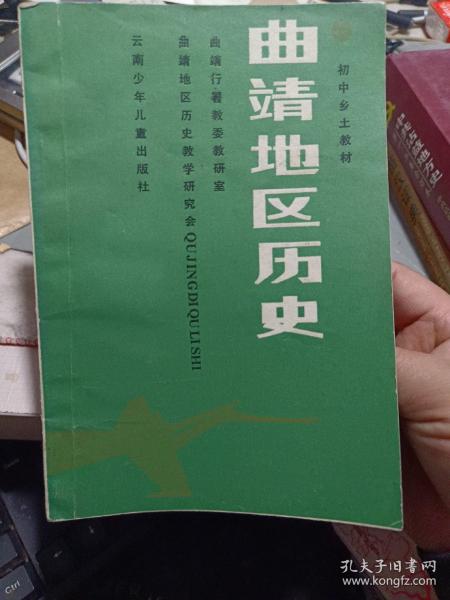 初中乡土教材
曲靖地区历史
曲靖行署教委教研室
曲靖地区历史教学研究会
QUJINGDIQULISHI
云南少年儿童出版社
Ctrl
孔夫子旧书网
www.kongfz.com